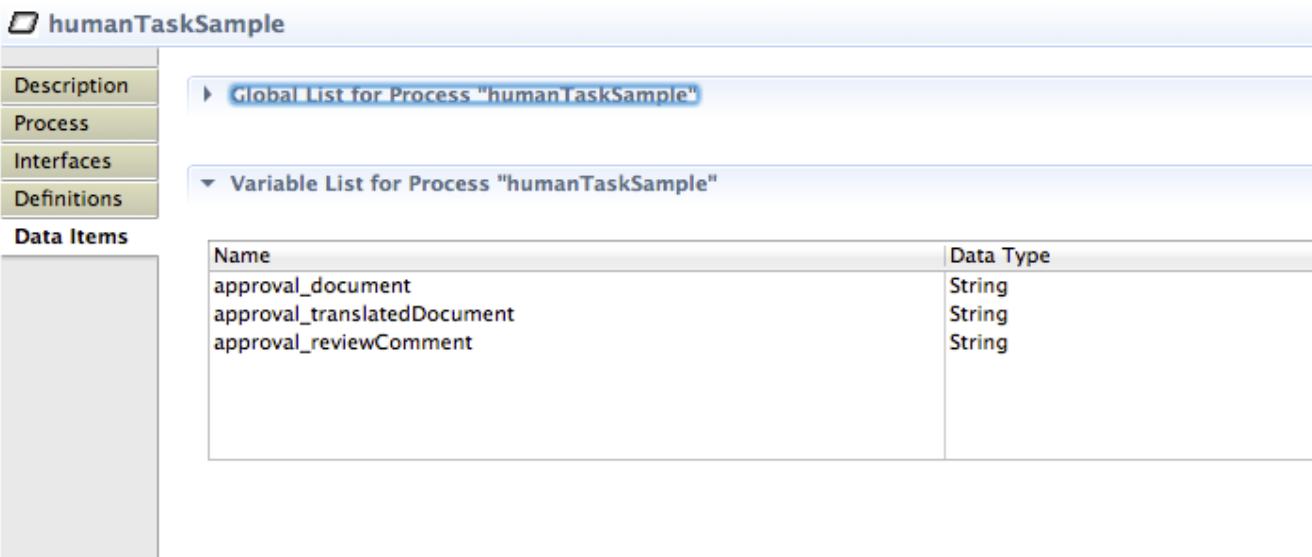 humanTaskSample
Description
Process
Interfaces
Definitions
Data Items
Global List for Process "humanTaskSample"
Variable List for Process "humanTaskSample"
Name Data Type
approval_document String
approval_translatedDocument String
approval_reviewComment String